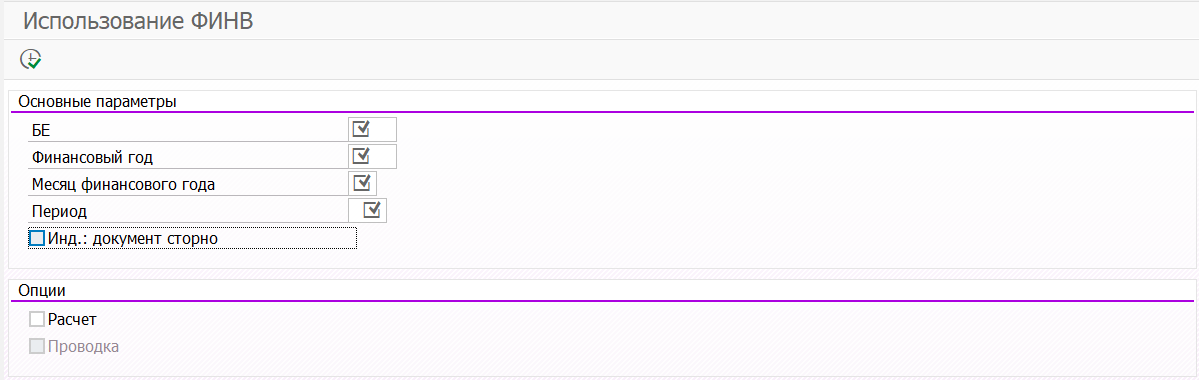 Использование ФИНВ
Основные параметры
БЕ
Финансовый год
Месяц финансового года
Период
Инд.: документ сторно
Опции
Расчет
Проводка